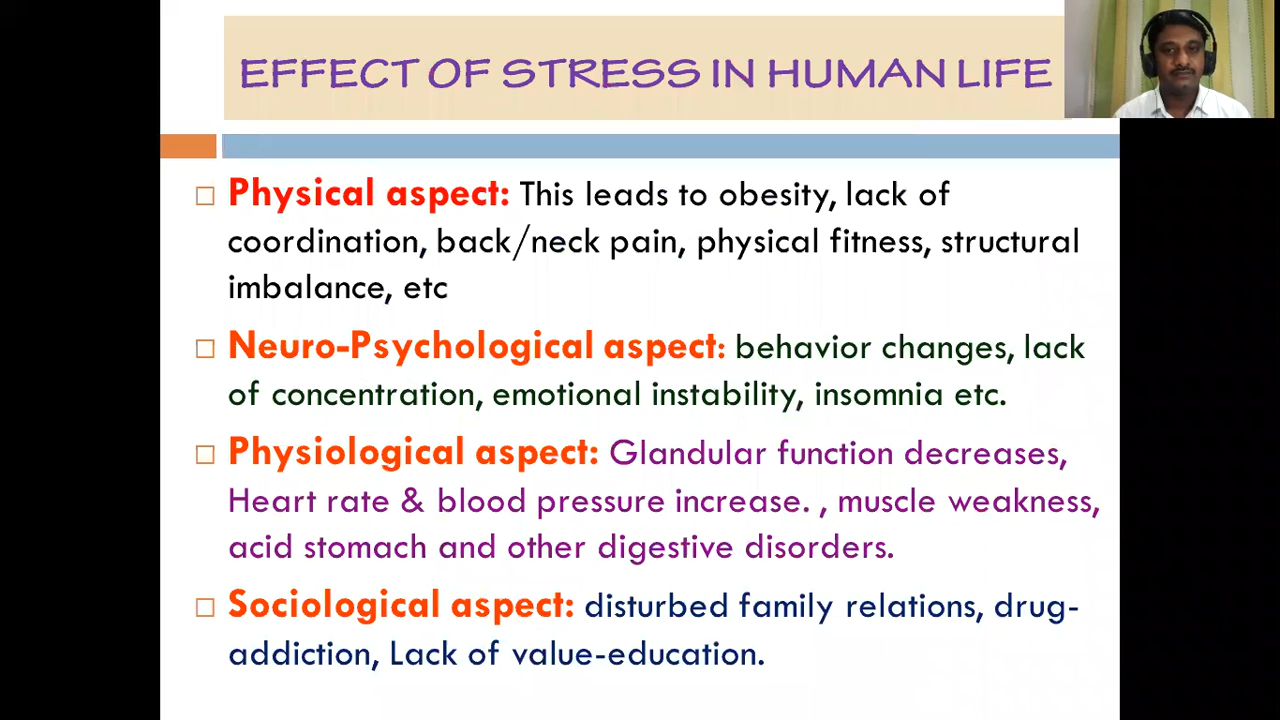 EFFECT OF STRESS IN HUMAN LIFE
Physical aspect: This leads to obesity, lack of
coordination, back/neck pain, physical fitness, structural
imbalance, etc
Neuro-Psychological aspect: behavior changes, lack
of concentration, emotional instability, insomnia etc.
Physiological aspect: Glandular function decreases,
Heart rate & blood pressure increase. , muscle weakness,
acid stomach and other digestive disorders.
Sociological aspect: disturbed family relations, drug-
addiction, Lack of value-education.